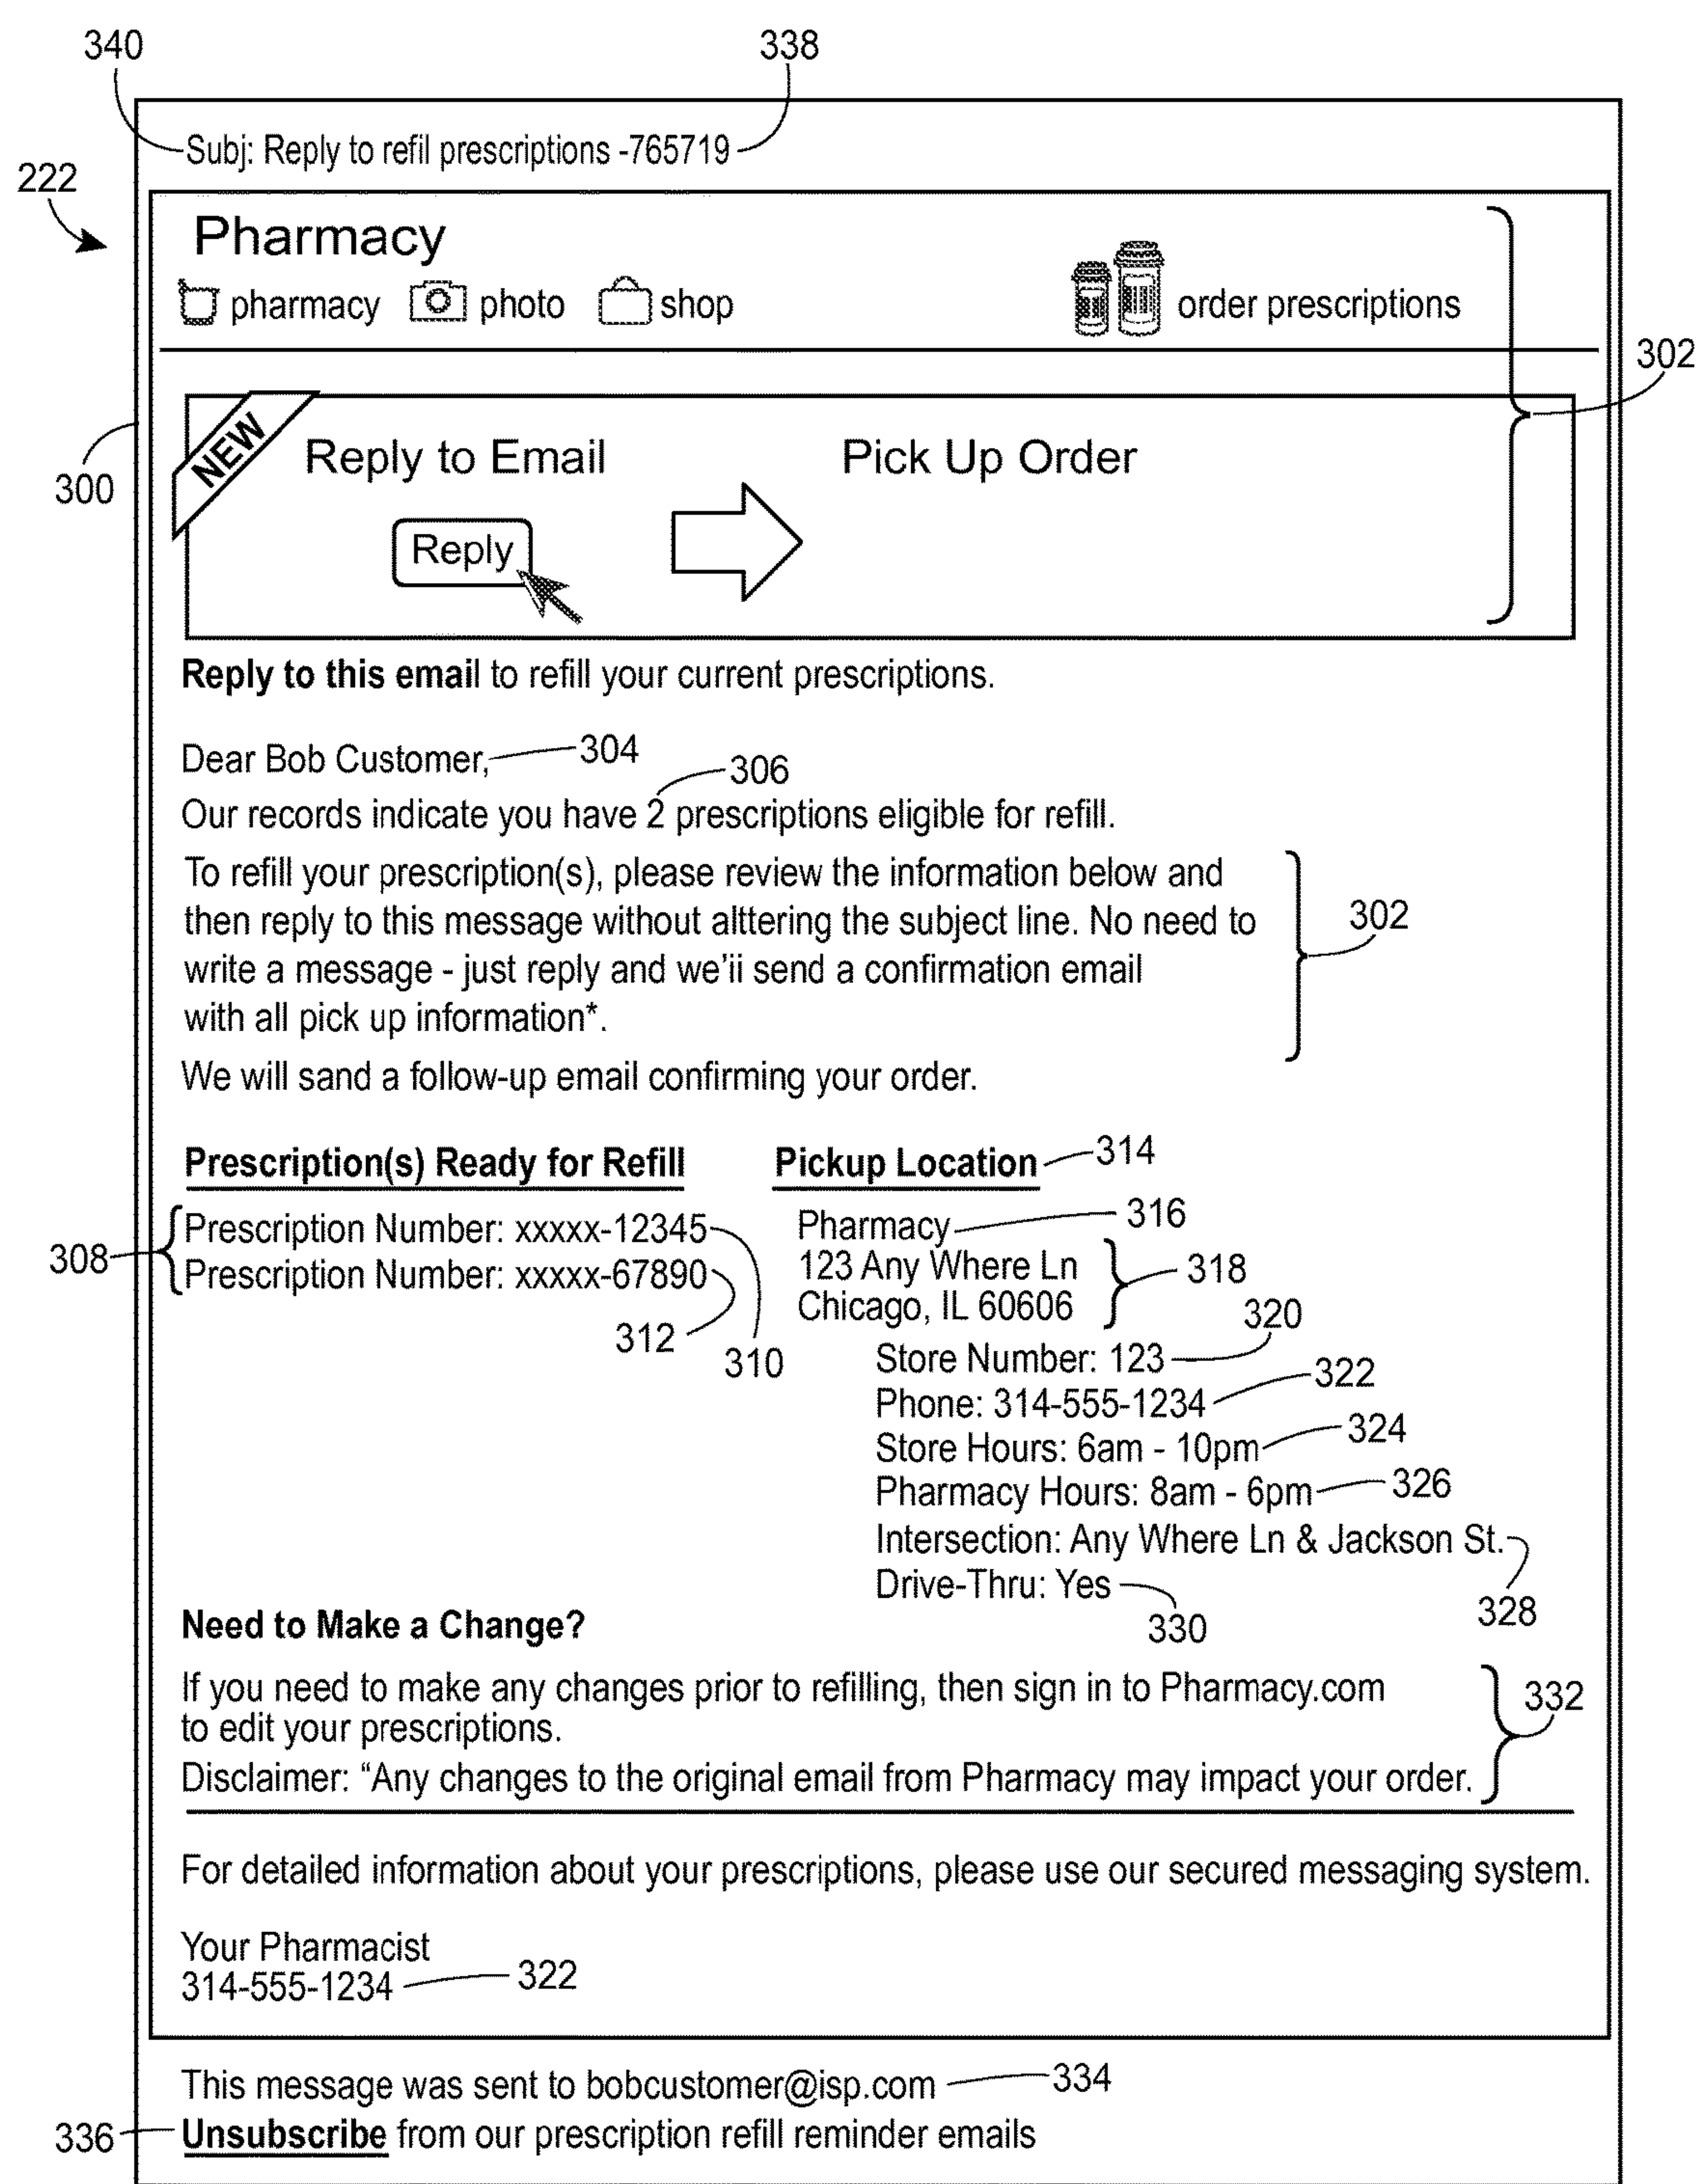 340
338
Subj: Reply to refil prescriptions -765719
222
Pharmacy
pharmacy photo shop order prescriptions
302
NEW
Reply to Email Pick Up Order
300
Reply
Reply to this email to refill your current prescriptions.
Dear Bob Customer, 304
306
Our records indicate you have 2 prescriptions eligible for refill.
To refill your prescription(s), please review the information below and
then reply to this message without alttering the subject line. No need to
302
write a message - just reply and we'ii send a confirmation email
with all pick up information*.
We will sand a follow-up email confirming your order.
Prescription(s) Ready for Refill Pickup Location 314
308
Prescription Number: xxxxx-12345
Prescription Number: xxxxx-67890
312
310
Pharmacy 316
123 Any Where Ln
Chicago, IL 60606
318
320
Store Number: 123
Phone: 314-555-1234 322
Store Hours: 6am - 10pm 324
Pharmacy Hours: 8am - 6pm 326
Intersection: Any Where Ln & Jackson St.
Drive-Thru: Yes
328
330
Need to Make a Change?
If you need to make any changes prior to refilling, then sign in to Pharmacy.com
332
to edit your prescriptions.
Disclaimer: “Any changes to the original email from Pharmacy may impact your order.
For detailed information about your prescriptions, please use our secured messaging system.
Your Pharmacist
314-555-1234 322
This message was sent to bobcustomer@isp.com 334
336 Unsubscribe from our prescription refill reminder emails